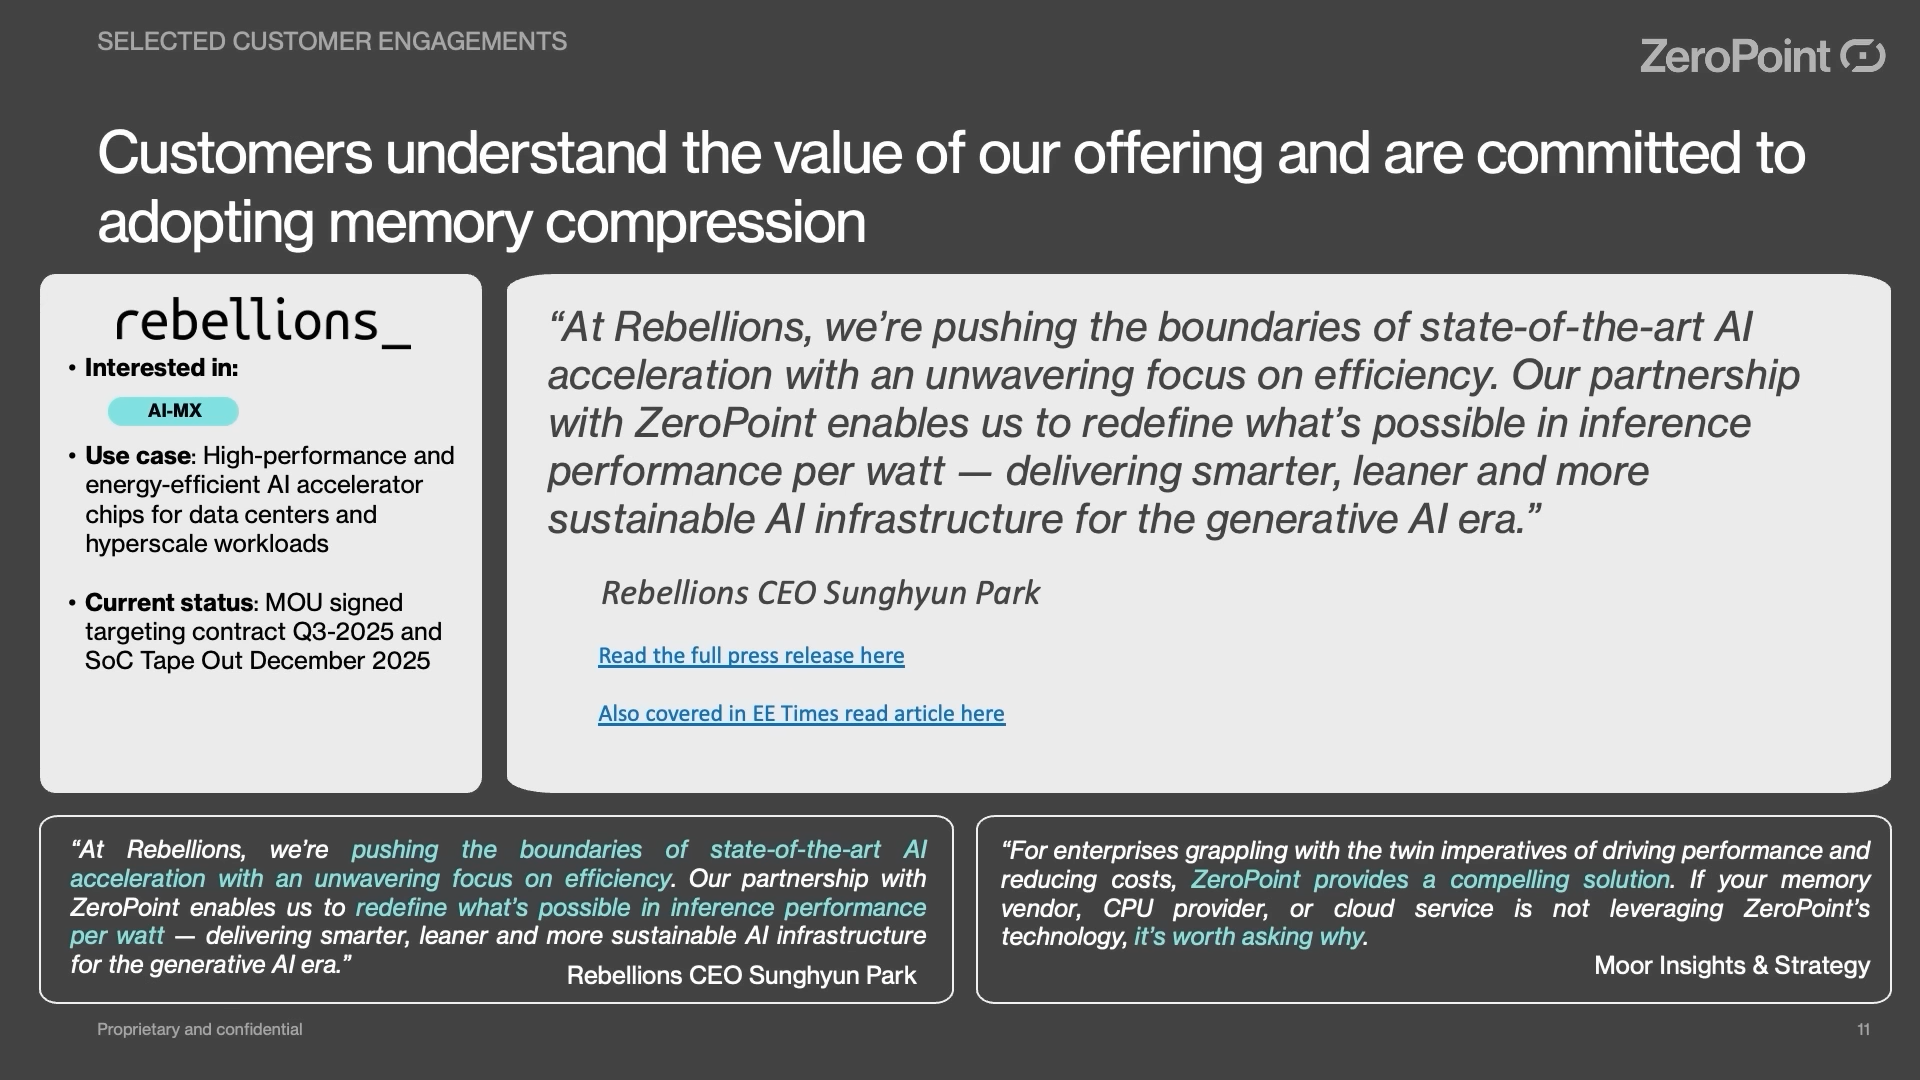 SELECTED CUSTOMER ENGAGEMENTS
ZeroPoint
Customers understand the value of our offering and are committed to
adopting memory compression
rebellions_
• Interested in:
AI-MX
• Use case: High-performance and
energy-efficient AI accelerator
chips for data centers and
hyperscale workloads
• Current status: MOU signed
targeting contract Q3-2025 and
SoC Tape Out December 2025
“At Rebellions, we’re pushing the boundaries of state-of-the-art AI
acceleration with an unwavering focus on efficiency. Our partnership
with ZeroPoint enables us to redefine what’s possible in inference
performance per watt — delivering smarter, leaner and more
sustainable AI infrastructure for the generative AI era.”
Rebellions CEO Sunghyun Park
Read the full press release here
Also covered in EE Times read article here
“At Rebellions, we’re pushing the boundaries of state-of-the-art AI
acceleration with an unwavering focus on efficiency. Our partnership with
ZeroPoint enables us to redefine what’s possible in inference performance
per watt — delivering smarter, leaner and more sustainable AI infrastructure
for the generative AI era.”
Rebellions CEO Sunghyun Park
“For enterprises grappling with the twin imperatives of driving performance and
reducing costs, ZeroPoint provides a compelling solution. If your memory
vendor, CPU provider, or cloud service is not leveraging ZeroPoint’s
technology, it’s worth asking why.
Moor Insights & Strategy
Proprietary and confidential
11